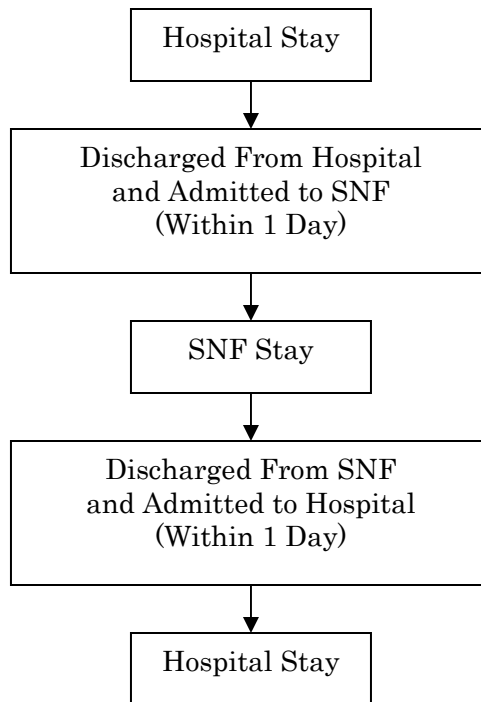 Hospital Stay
Discharged From Hospital
and Admitted to SNF
(Within 1 Day)
SNF Stay
Discharged From SNF
and Admitted to Hospital
(Within 1 Day)
Hospital Stay